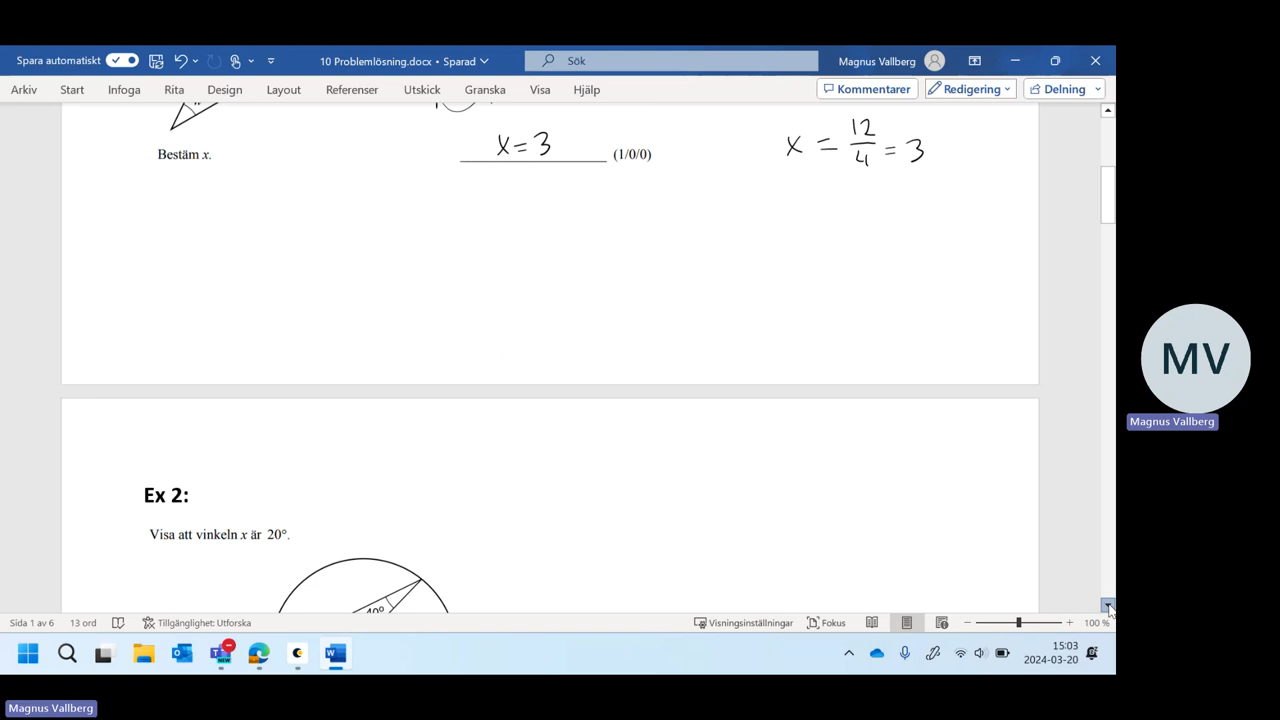 Spara automatiskt
10 Problemlösning.docx • Sparad
Sök
Magnus Vallberg
Arkiv Start Infoga Rita Design Layout Referenser Utskick Granska Visa Hjälp
Kommentarer Redigering Delning
Bestäm x.
x = 3
(1/0/0)
x = 12/4 = 3
MV
Magnus Vallberg
Ex 2:
Visa att vinkeln x är 20°.
40°
Sida 1 av 6 13 ord Tillgänglighet: Utforska
Visningsinställningar Fokus 100 %
NEW
15:03
2024-03-20
Magnus Vallberg